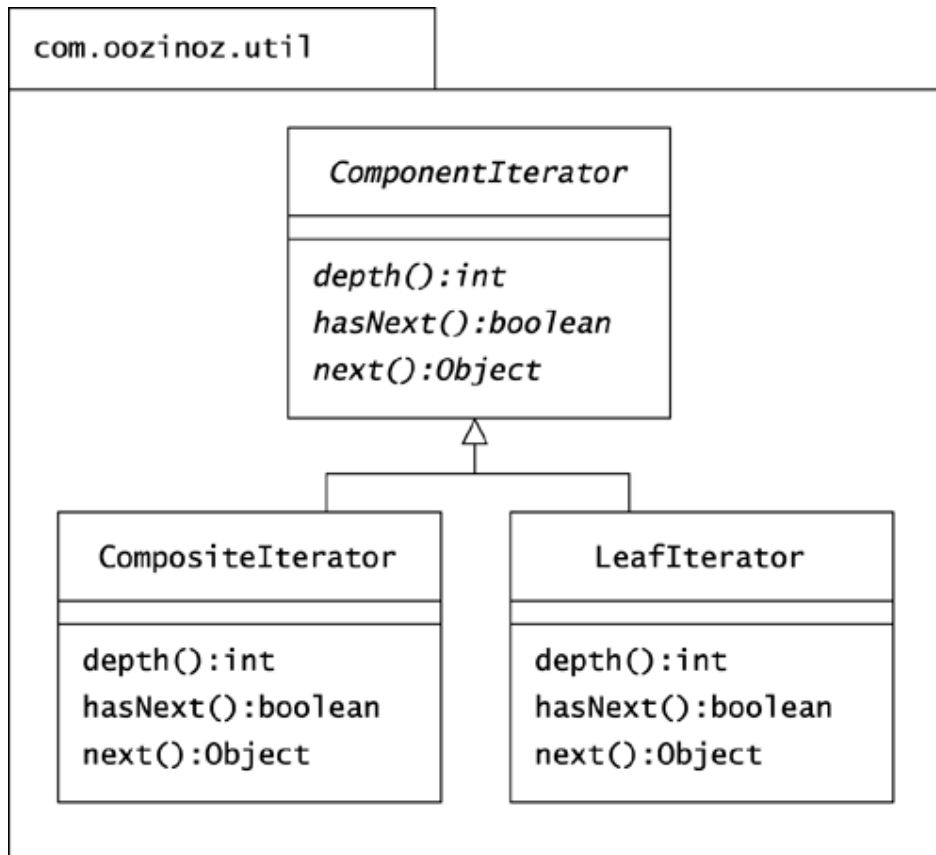 com.oozinoz.util
ComponentIterator
depth():int
hasNext():boolean
next():Object
CompositeIterator
depth():int
hasNext():boolean
next():Object
LeafIterator
depth():int
hasNext():boolean
next():Object